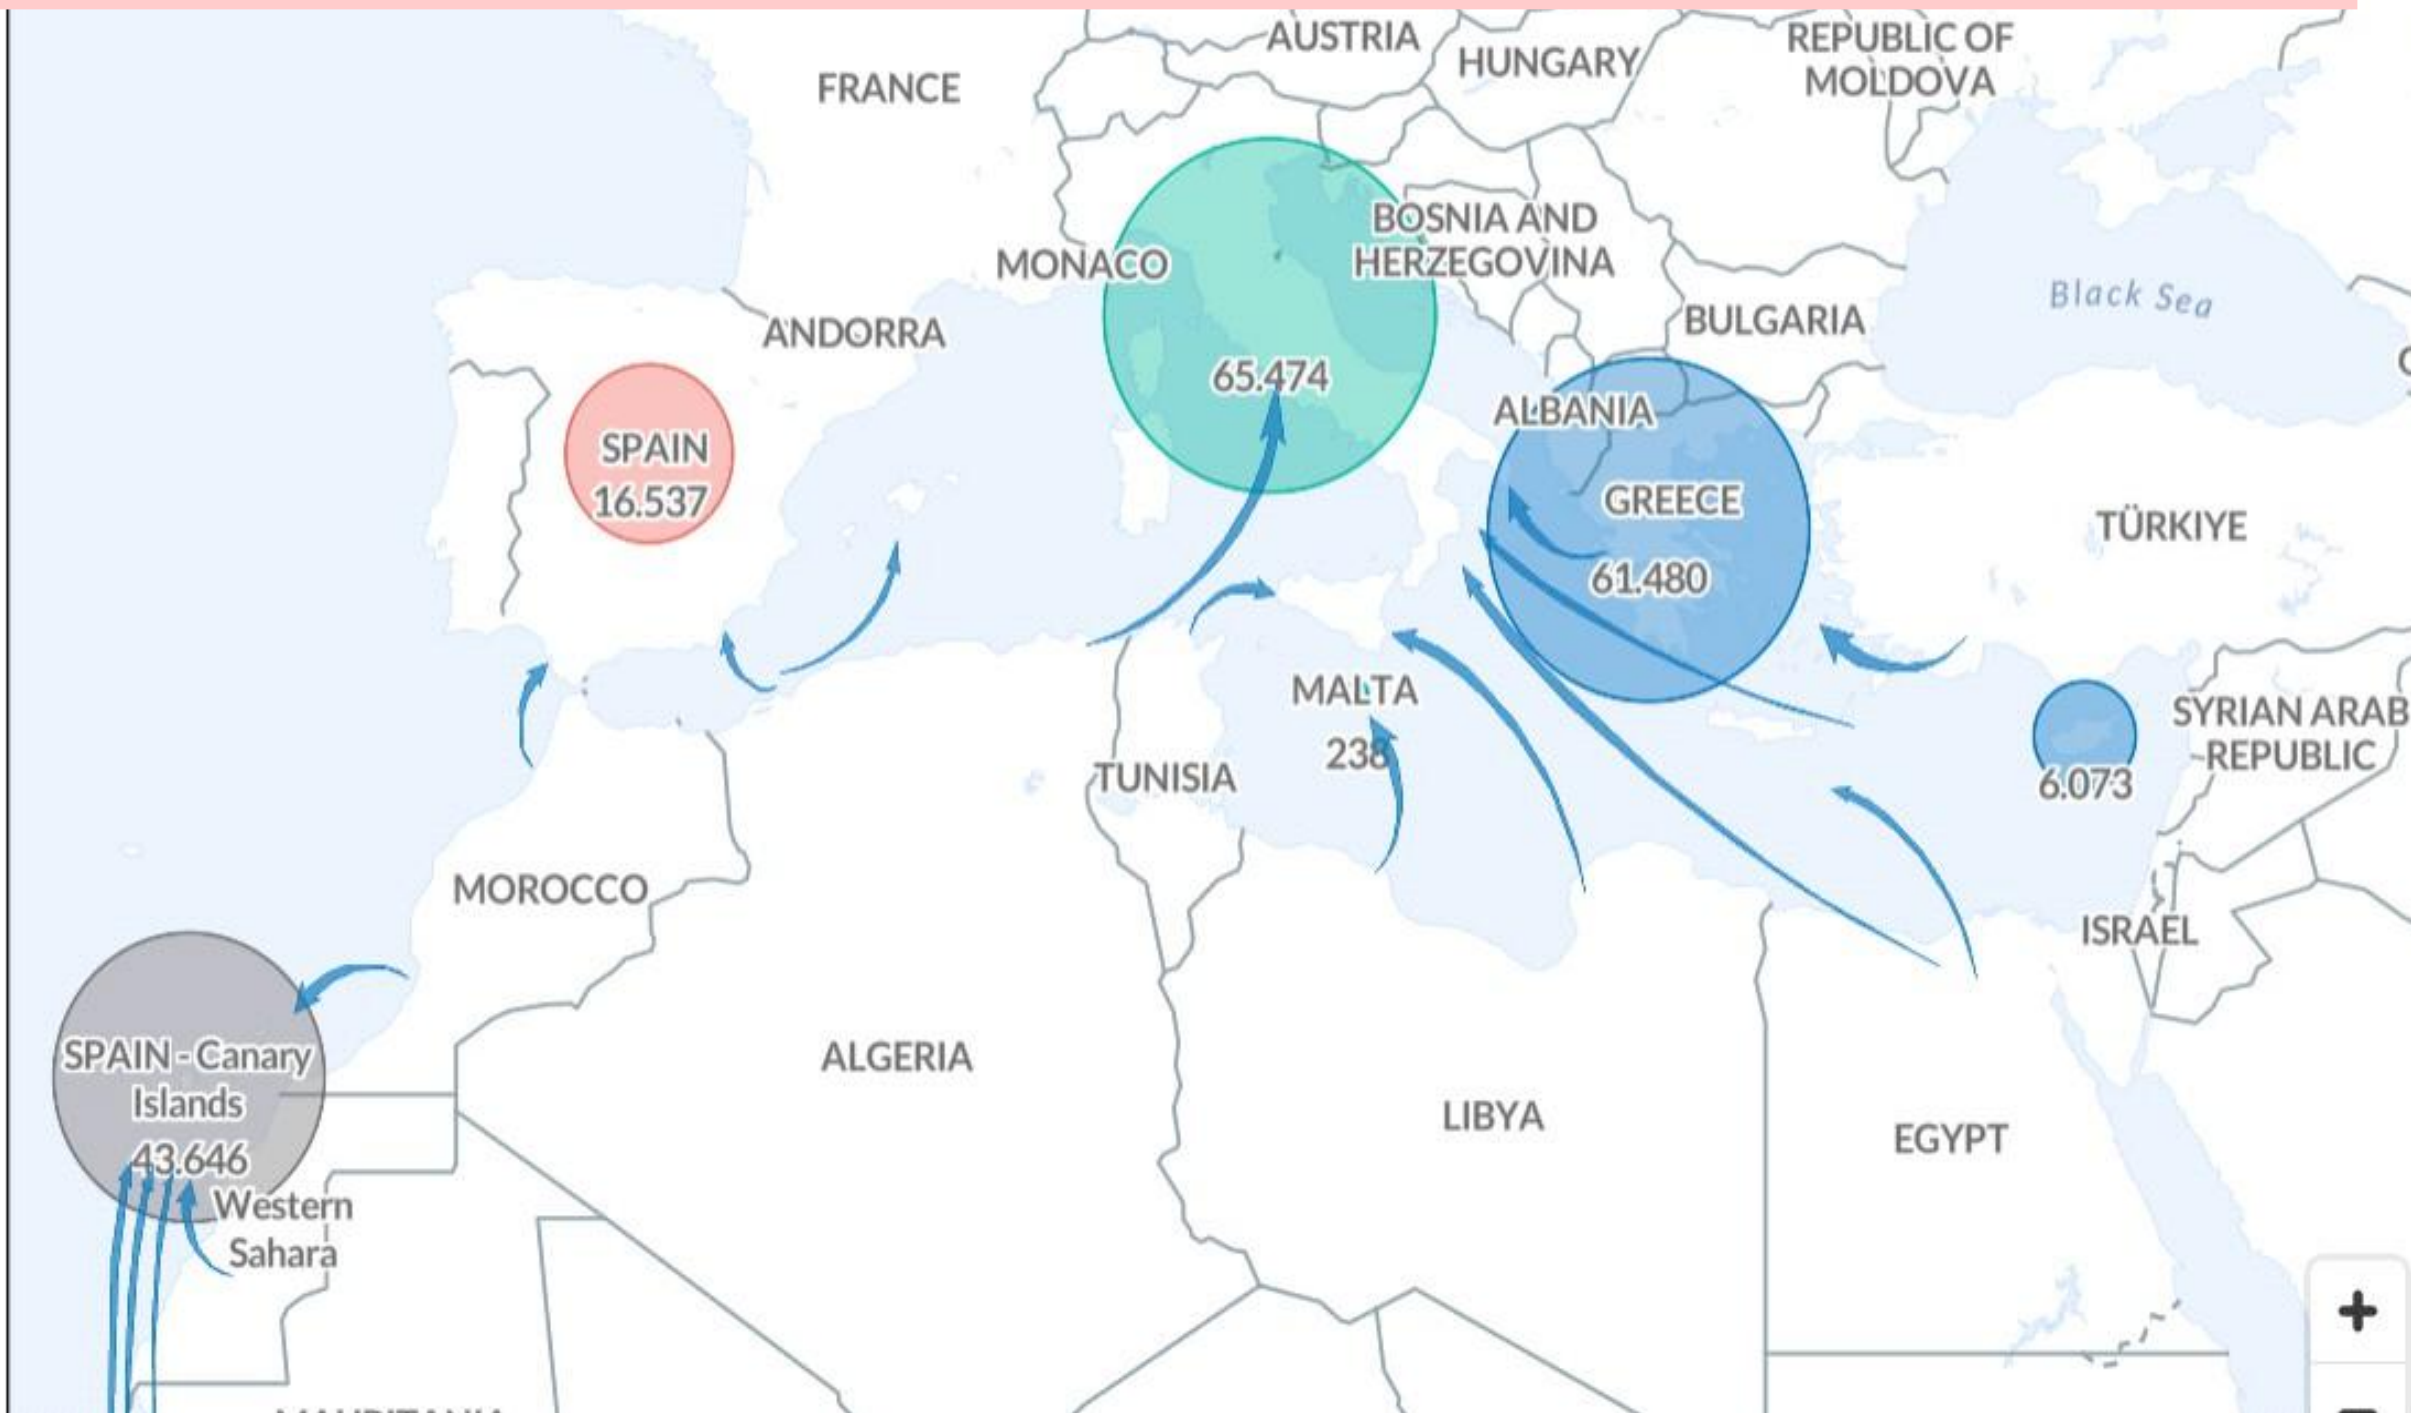 AUSTRIA
HUNGARY
REPUBLIC OF
MOLDOVA
FRANCE
BOSNIA AND
HERZEGOVINA
MONACO
Black Sea
BULGARIA
ANDORRA
65.474
ALBANIA
SPAIN
16.537
GREECE
61.480
TÜRKIYE
MALTA
238
SYRIAN ARAB
REPUBLIC
6.073
TUNISIA
MOROCCO
ISRAEL
SPAIN - Canary
Islands
43.646
ALGERIA
LIBYA
EGYPT
Western
Sahara
+